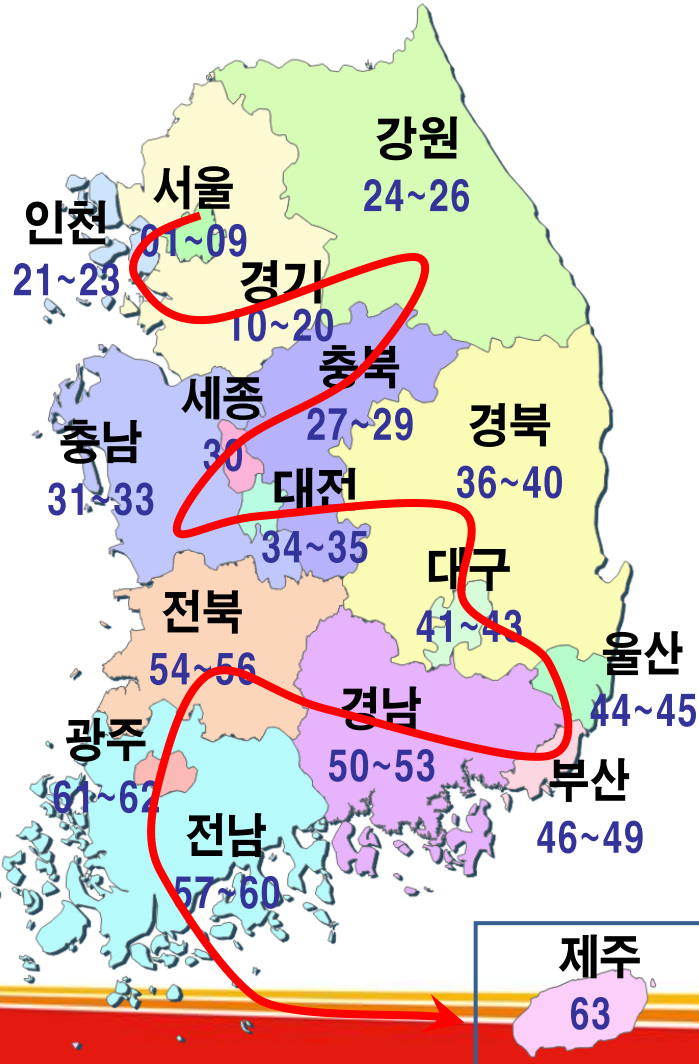 강원
24~26
서울
01~09
인천
21~23
경기
10~20
충북
27~29
세종
30
충남
31~33
경북
36~40
대전
34~35
대구
41~43
전북
54~56
울산
44~45
경남
50~53
광주
61~62
부산
46~49
전남
57~60
제주
63